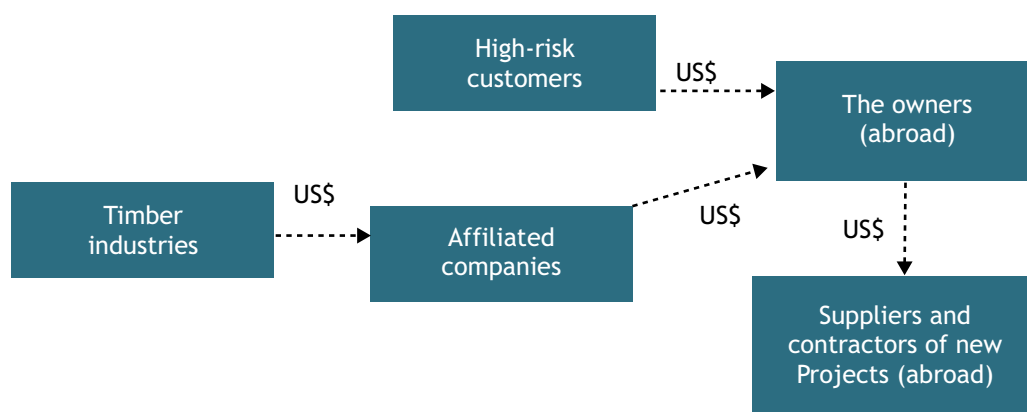 High-risk
customers
US$
The owners
(abroad)
Timber
industries
US$
Affiliated
companies
US$
US$
Suppliers and
contractors of new
Projects (abroad)